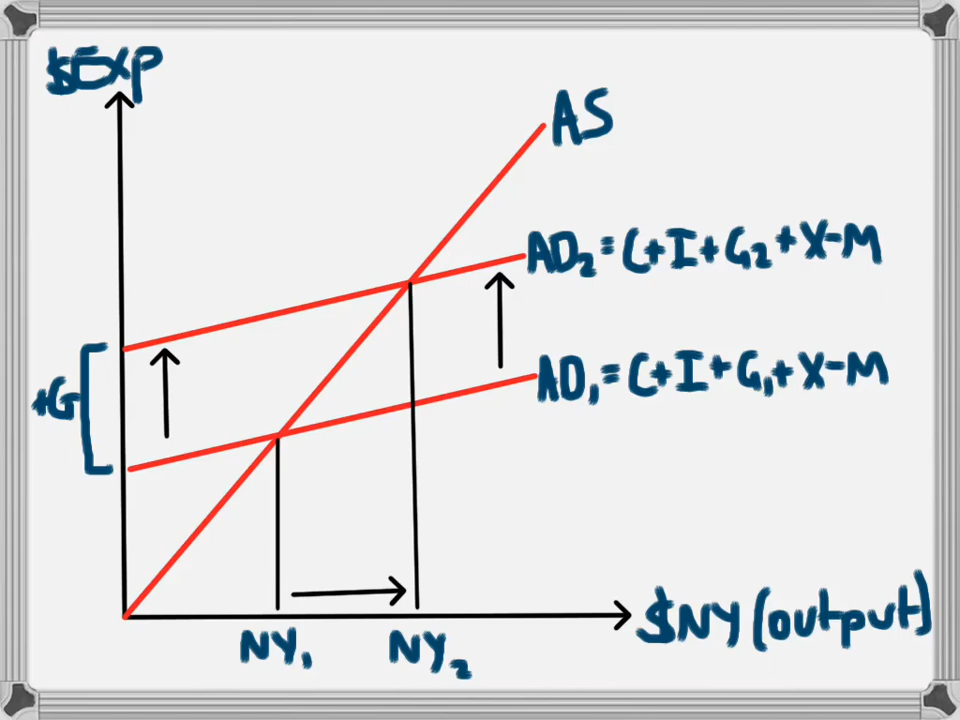 $Exp
AS
AD₂=C+I+G₂+X-M
AD₁=C+I+G₁+X-M
+G
$NY(output)
NY₁
NY₂